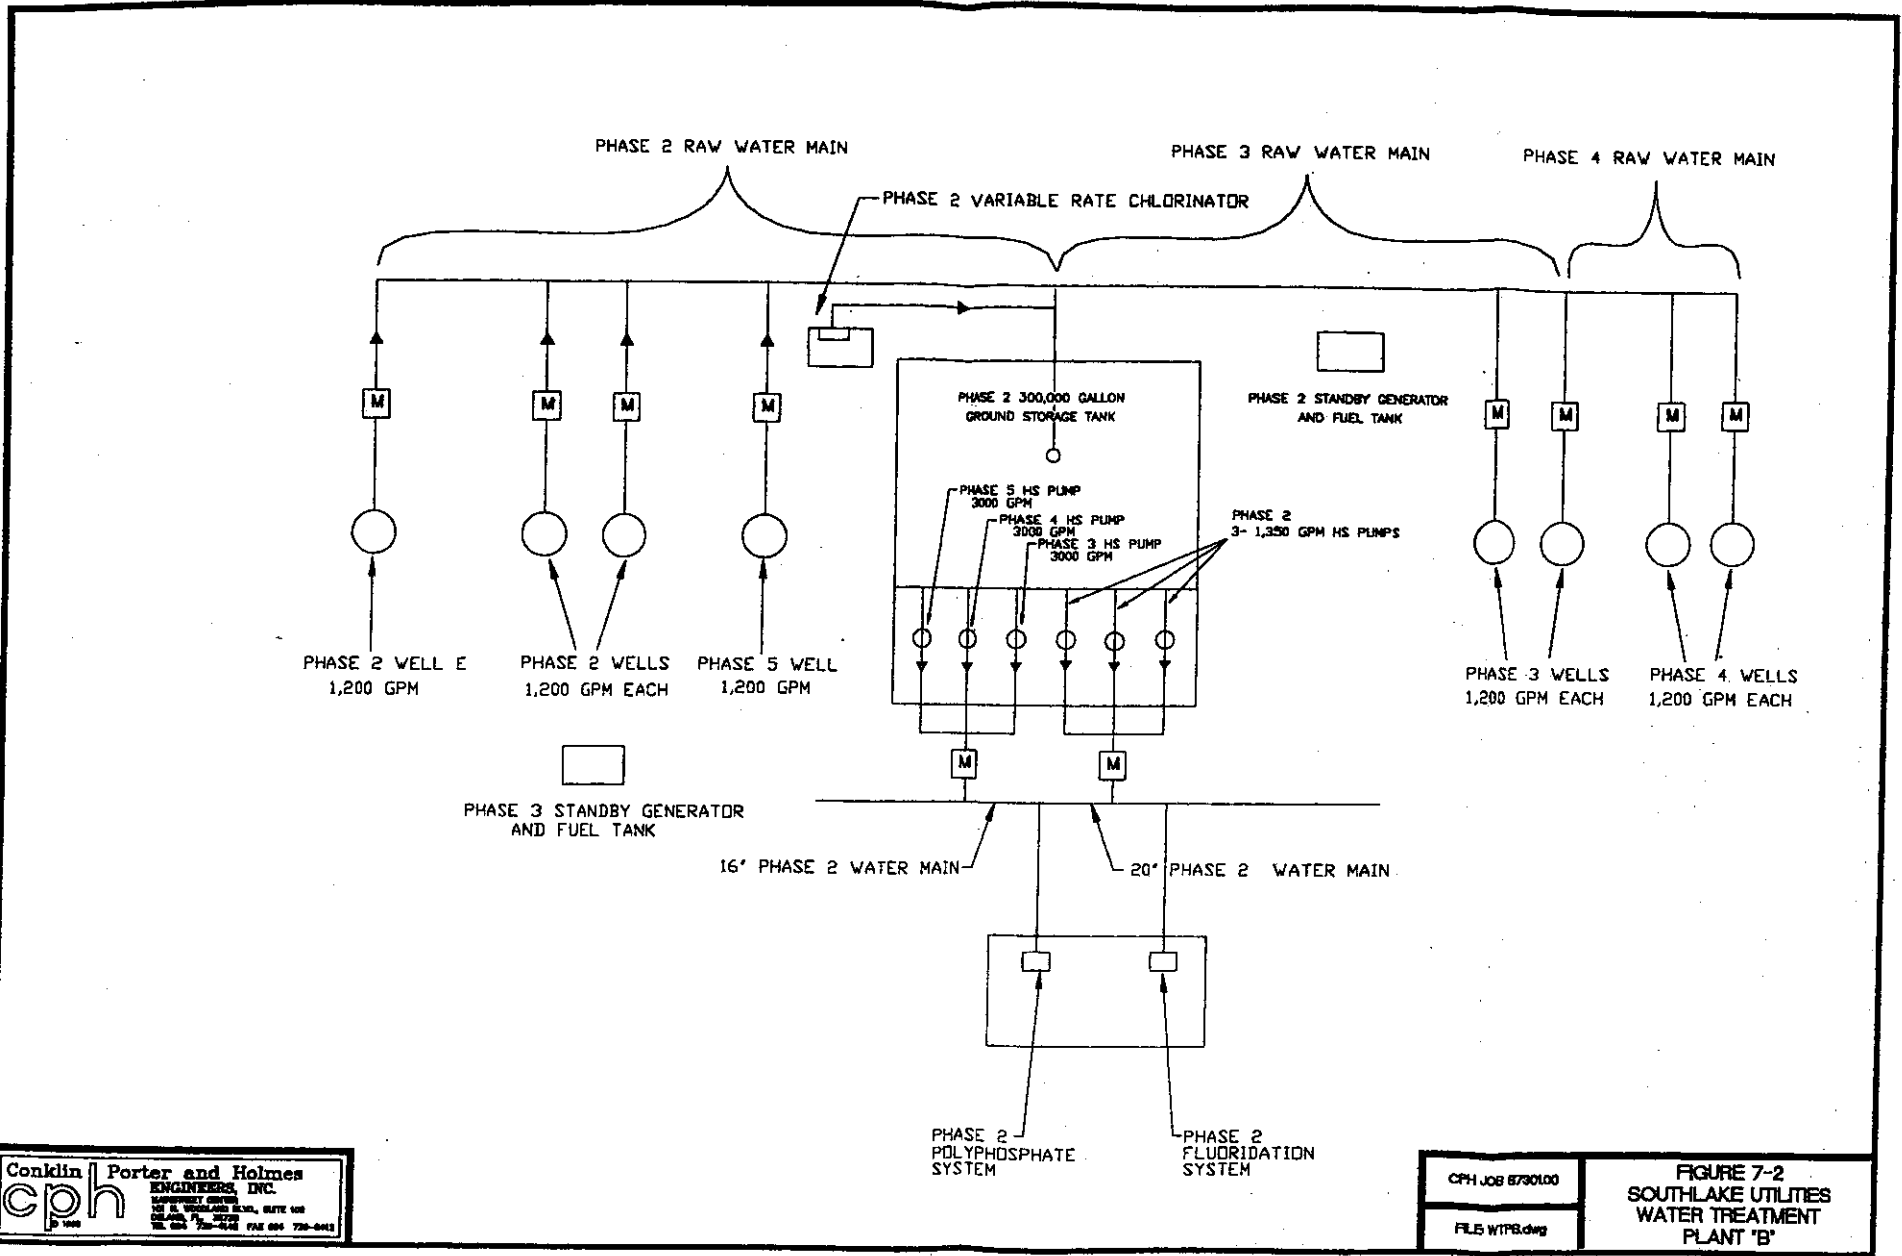 PHASE 2 RAW WATER MAIN
PHASE 3 RAW WATER MAIN
PHASE 4 RAW WATER MAIN
PHASE 2 VARIABLE RATE CHLORINATOR
M
M
M
M
PHASE 2 300,000 GALLON
GROUND STORAGE TANK
PHASE 2 STANDBY GENERATOR
AND FUEL TANK
M
M
M
M
PHASE 5 HS PUMP
3000 GPM
PHASE 4 HS PUMP
3000 GPM
PHASE 3 HS PUMP
3000 GPM
PHASE 2
3- 1,350 GPM HS PUMPS
PHASE 2 WELL E
1,200 GPM
PHASE 2 WELLS
1,200 GPM EACH
PHASE 5 WELL
1,200 GPM
PHASE 3 WELLS
1,200 GPM EACH
PHASE 4 WELLS
1,200 GPM EACH
M
M
PHASE 3 STANDBY GENERATOR
AND FUEL TANK
16" PHASE 2 WATER MAIN
20" PHASE 2 WATER MAIN
PHASE 2
POLYPHOSPHATE
SYSTEM
PHASE 2
FLUORIDATION
SYSTEM
Conklin Porter and Holmes
ENGINEERS, INC.
cph
CPH JOB
FILE: WTPB.dwg
FIGURE 7-2
SOUTHLAKE UTILITIES
WATER TREATMENT
PLANT "B"